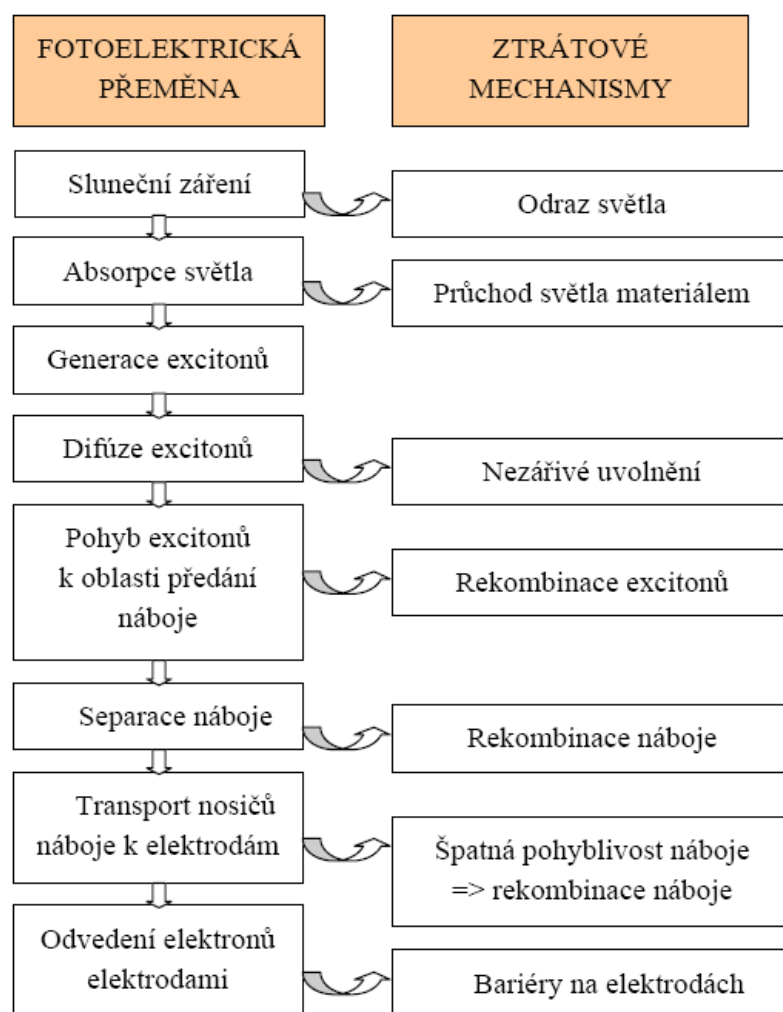 FOTOELEKTRICKÁ
PŘEMĚNA
ZTRÁTOVÉ
MECHANISMY
Sluneční záření
Odraz světla
Absorpce světla
Průchod světla materiálem
Generace excitonů
Difúze excitonů
Nezářivé uvolnění
Pohyb excitonů
k oblasti předání
náboje
Rekombinace excitonů
Separace náboje
Rekombinace náboje
Transport nosičů
náboje k elektrodám
Špatná pohyblivost náboje
=> rekombinace náboje
Odvedení elektronů
elektrodami
Bariéry na elektrodách